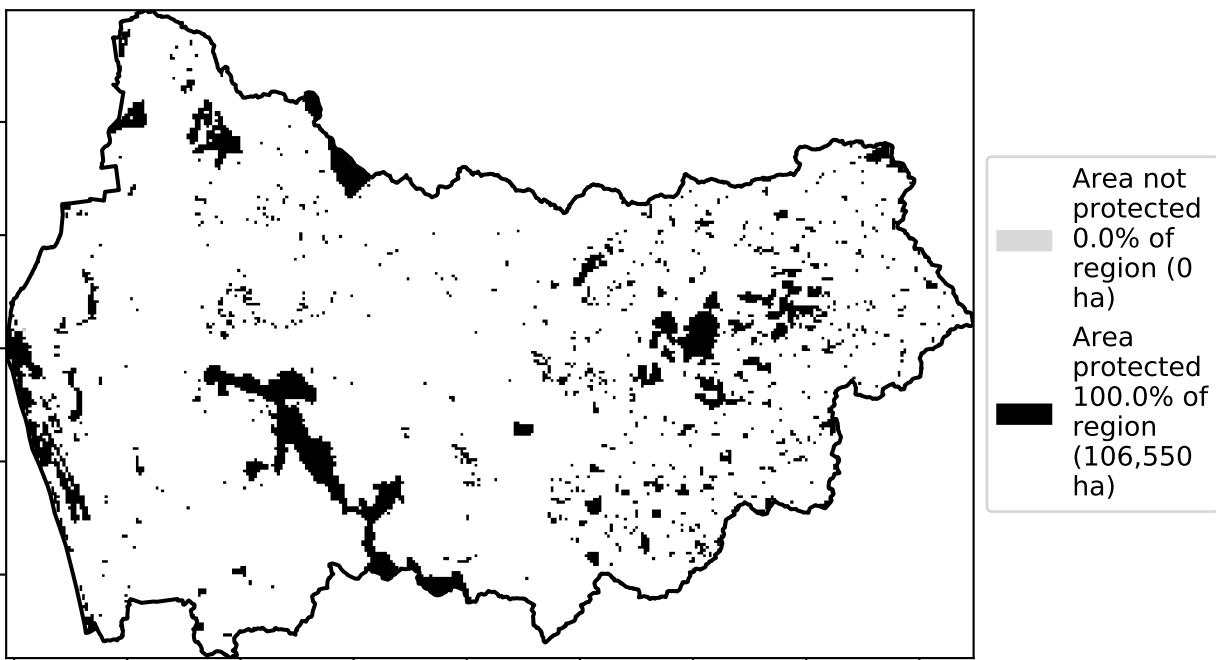 Area not
protected
0.0% of
region (0
ha)
Area
protected
100.0% of
region
(106,550
ha)